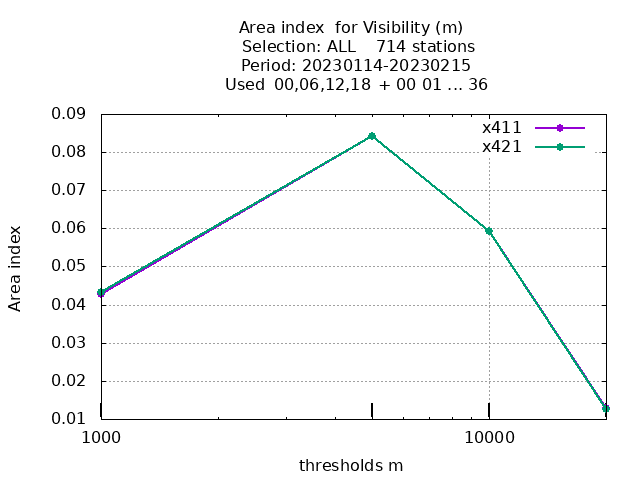 Area index  for Visibility (m)
Selection: ALL    714 stations
Period: 20230114-20230215
Used  00,06,12,18  + 00 01 ... 36
x411
x421
0.09
0.08
0.07
0.06
0.05
0.04
0.03
0.02
0.01
Area index
1000
10000
thresholds m